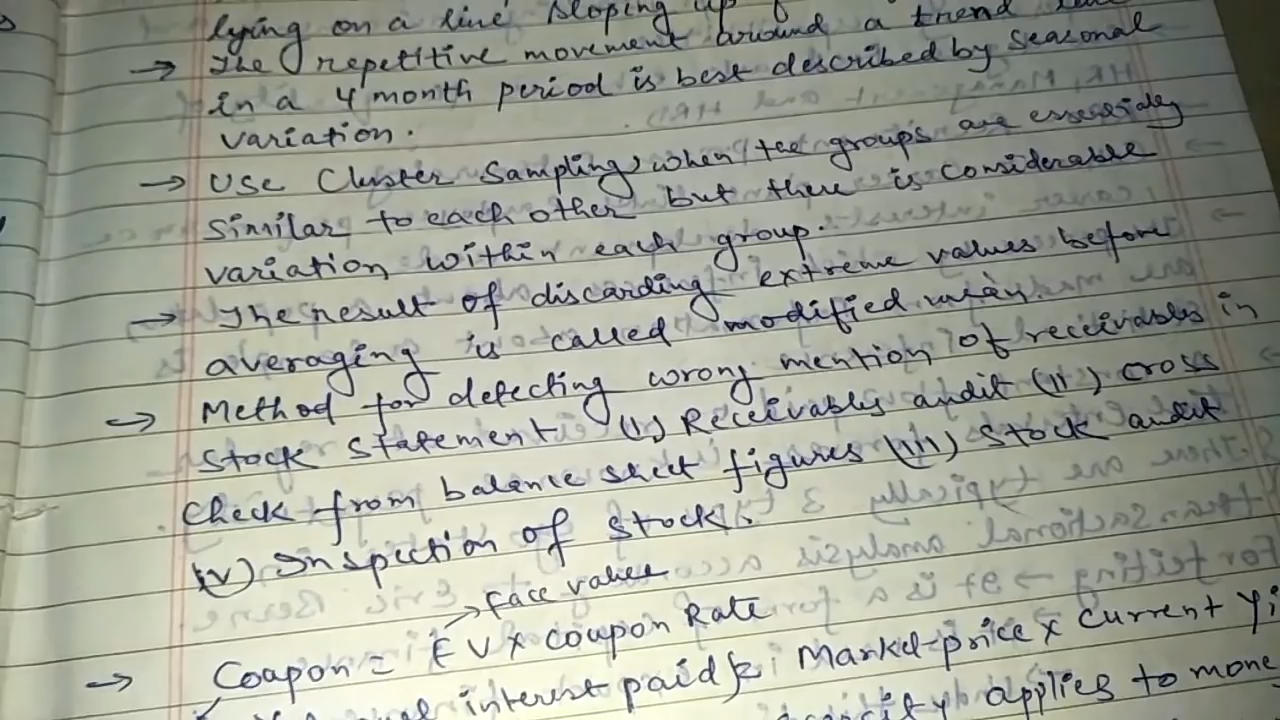 lying on a line sloping up
→ The repetitive movement around a trend line
in a 4 month period is best described by seasonal
variation.
→ Use Cluster Sampling, when the groups are essentially
similar to each other but there is considerable
variation within each group.
→ The result of discarding extreme values before
averaging is called modified mean.
→ Method for detecting wrong mention of receivables in
stock statement (i) Receivables audit (ii) cross
check from balance sheet figures (iii) stock audit
iv) Inspection of stock.
→ face value
→ Coupon = FV x Coupon Rate
interest paid Market price x Current Yi
applies to mone